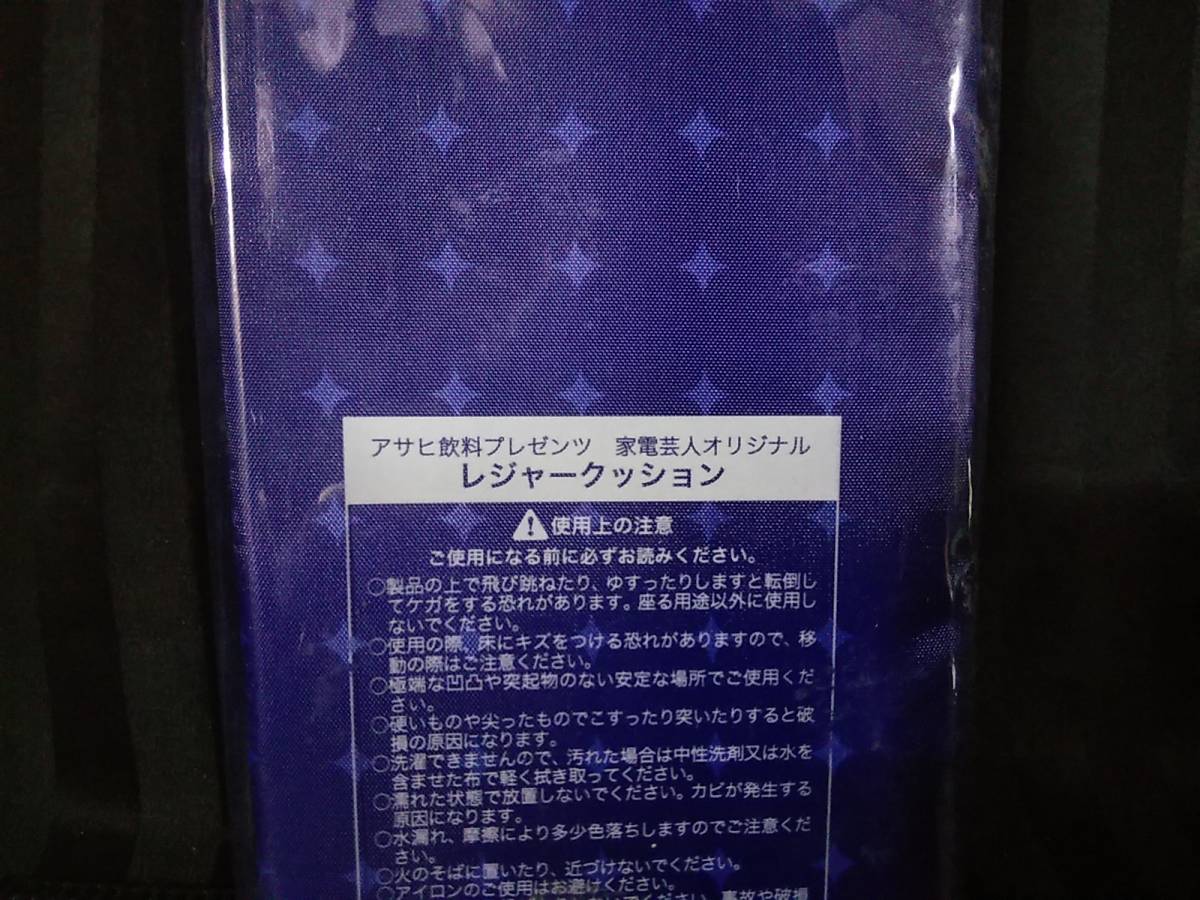 アサヒ飲料プレゼンツ　家電芸人オリジナル
レジャークッション
使用上の注意
ご使用になる前に必ずお読みください。
○製品の上で飛び跳ねたり、ゆすったりしますと転倒し
てケガをする恐れがあります。座る用途以外に使用し
ないでください。
○使用の際、床にキズをつける恐れがありますので、移
動の際はご注意ください。
○極端な凹凸や突起物のない安定な場所でご使用くだ
さい。
○硬いものや尖ったものでこすったり突いたりすると破
損の原因になります。
○洗濯できませんので、汚れた場合は中性洗剤又は水を
含ませた布で軽く拭き取ってください。
○濡れた状態で放置しないでください。カビが発生する
原因になります。
○水漏れ、摩擦により多少色落ちしますのでご注意くだ
さい。
○火のそばに置いたり、近づけないでください。
○アイロンのご使用はお避けください。
ないでください。事故や破損